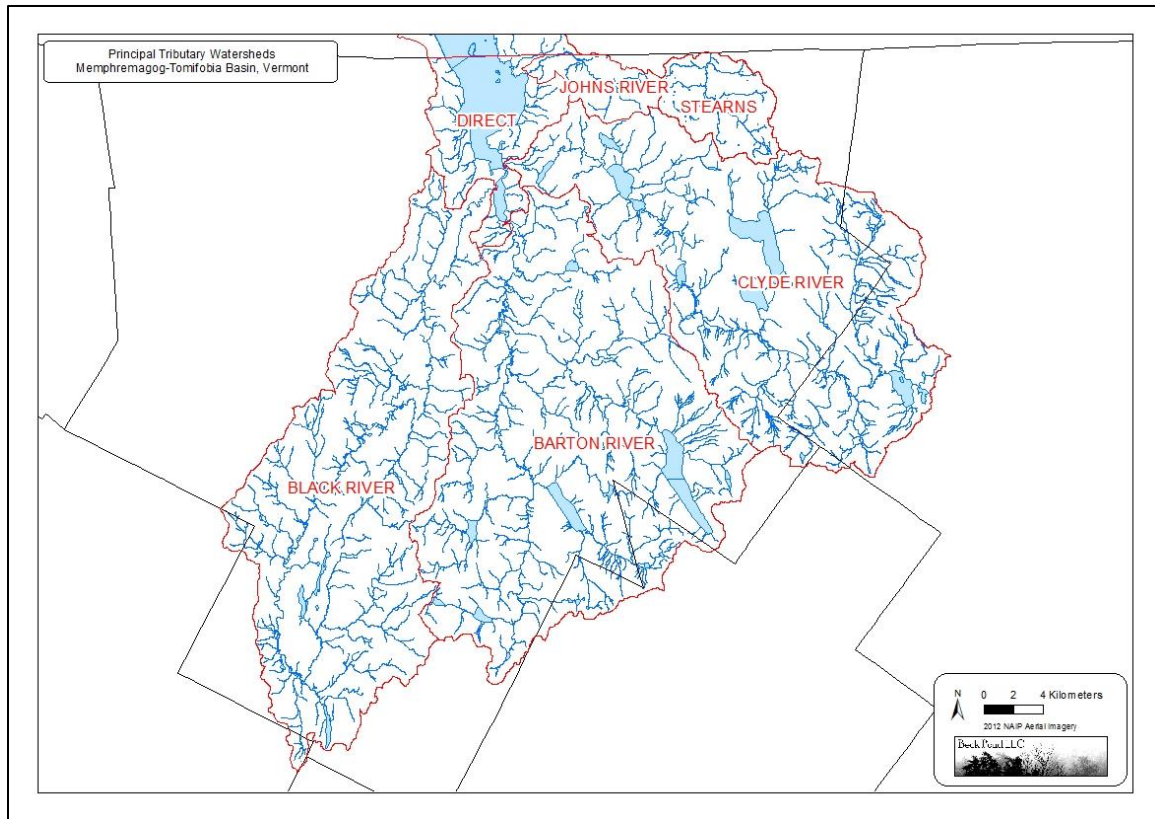 Principal Tributary Watersheds
Memphremagog-Tomifobia Basin, Vermont
JOHNS RIVER
STEARNS
DIRECT
CLYDE RIVER
BARTON RIVER
BLACK RIVER
N
0 2 4 Kilometers
2012 NAIP Aerial Imagery
Beck Pond LLC